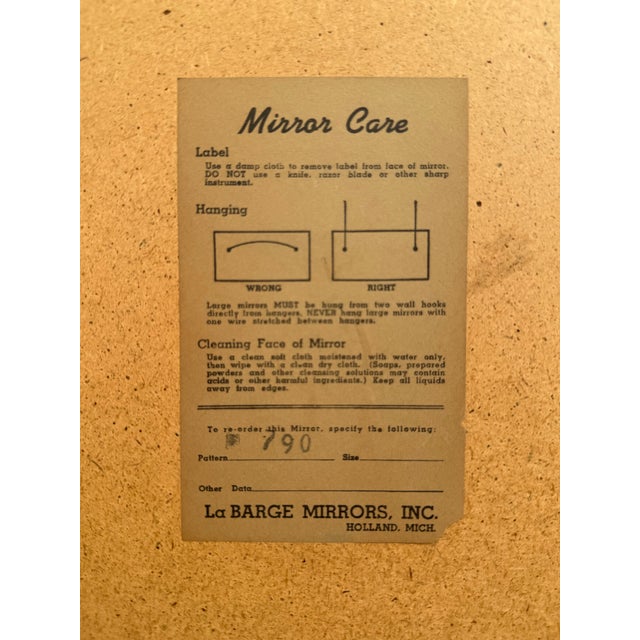 Mirror Care
Label
Use a damp cloth to remove label from face of mirror.
DO NOT use a knife, razor blade or other sharp
instrument.
Hanging
WRONG RIGHT
Large mirrors MUST be hung from two wall hooks
directly from hangers. NEVER hang large mirrors with
one wire stretched between hangers.
Cleaning Face of Mirror
Use a clean soft cloth moistened with water only,
then wipe with a clean dry cloth. (Soaps, prepared
powders and other cleansing solutions may contain
acids or other harmful ingredients.) Keep all liquids
away from edges.
To re-order this Mirror, specify the following:
790
Pattern Size
Other Data
La BARGE MIRRORS, INC.
HOLLAND, MICH.